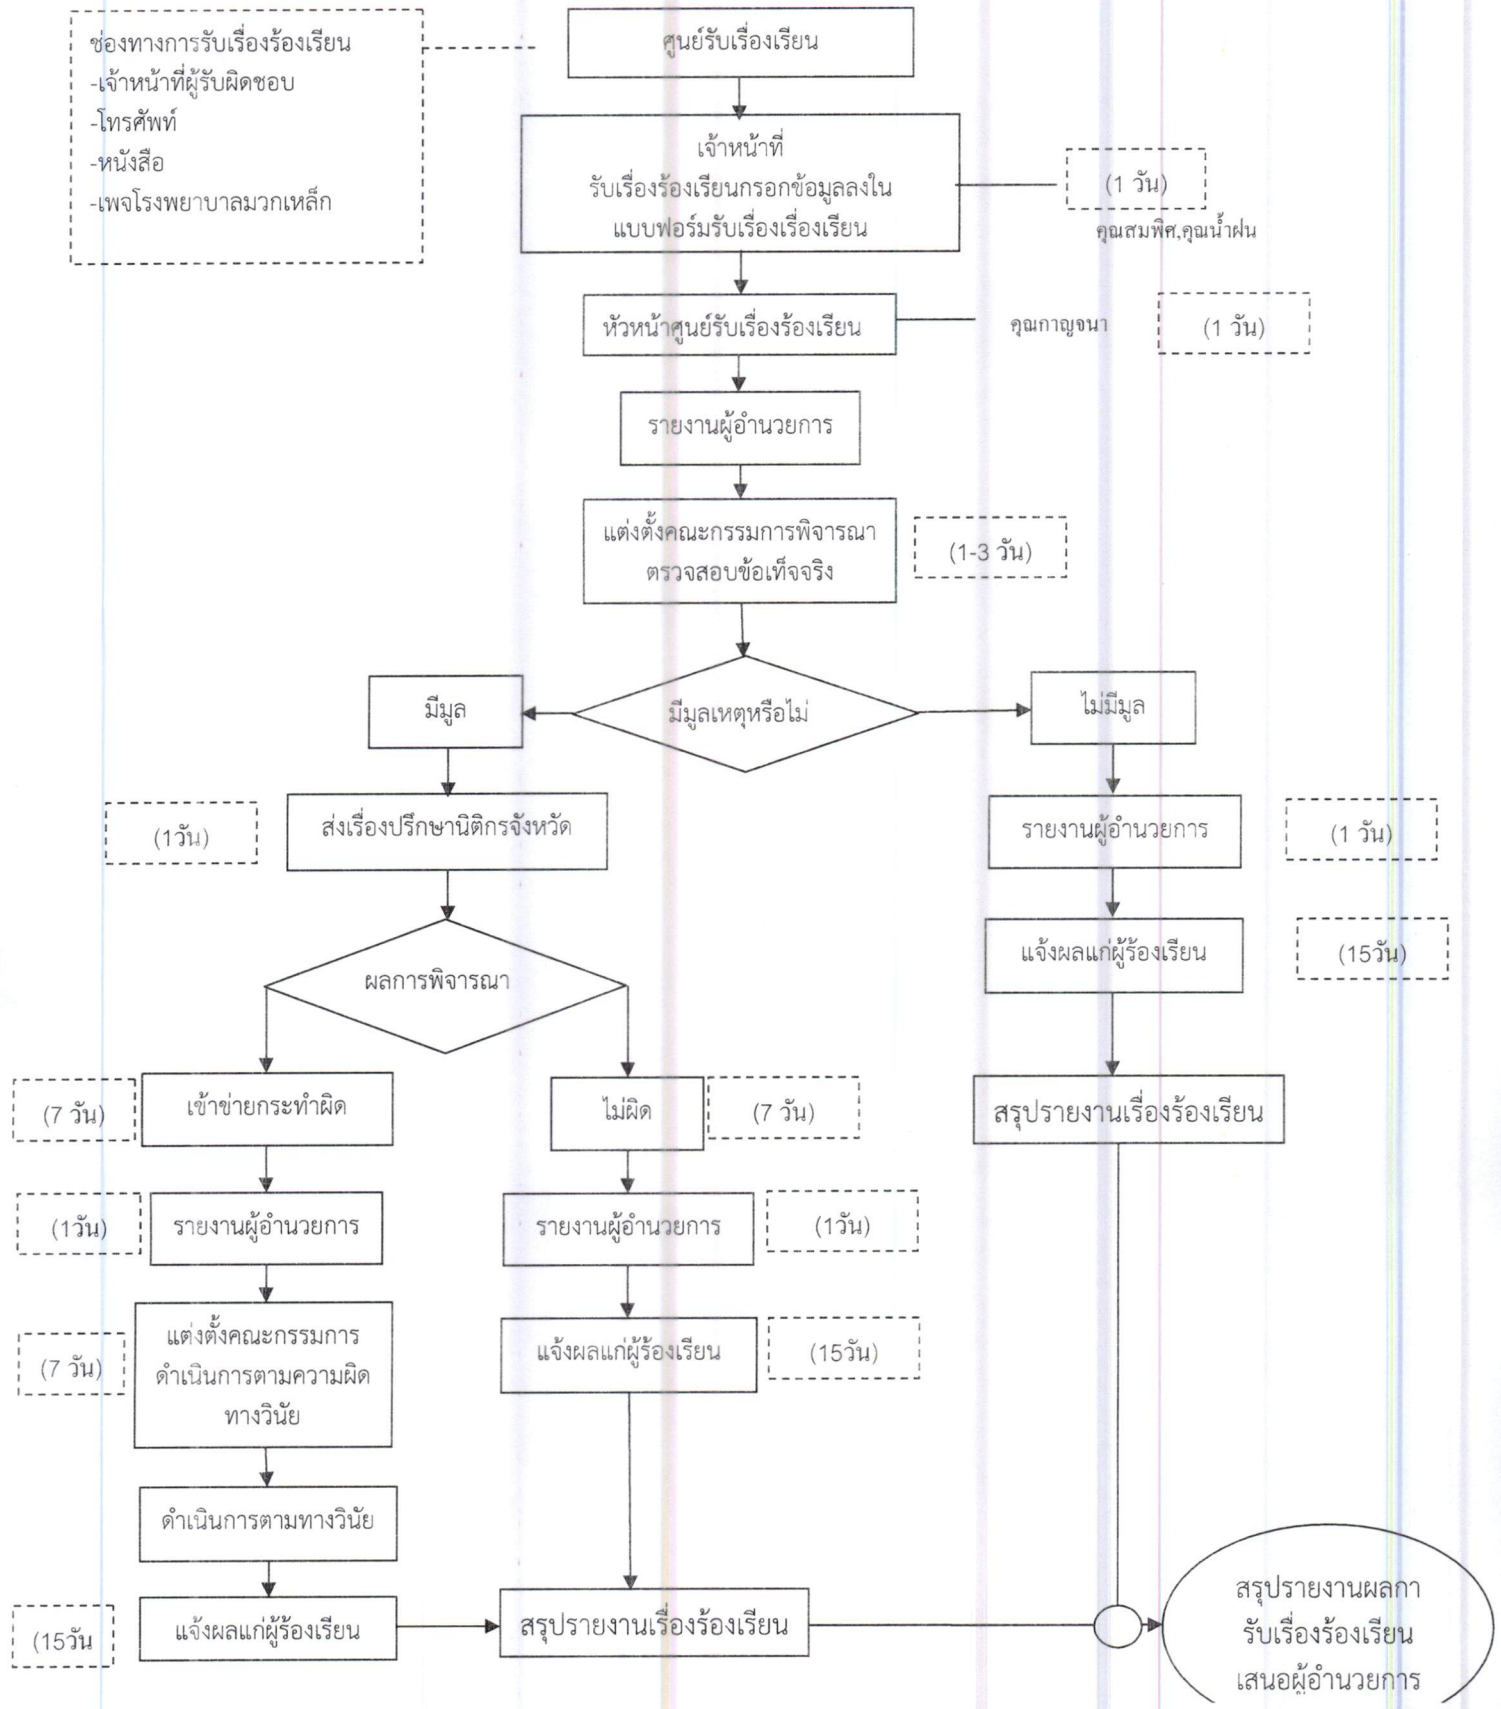 ช่องทางการรับเรื่องร้องเรียน
-เจ้าหน้าที่ผู้รับผิดชอบ
-โทรศัพท์
-หนังสือ
-เพจโรงพยาบาลมวกเหล็ก
ศูนย์รับเรื่องเรียน
เจ้าหน้าที่
รับเรื่องร้องเรียนกรอกข้อมูลลงใน
แบบฟอร์มรับเรื่องเรื่องเรียน
(1 วัน)
คุณสมพิศ,คุณน้ำฝน
หัวหน้าศูนย์รับเรื่องร้องเรียน
คุณกาญจนา
(1 วัน)
รายงานผู้อำนวยการ
แต่งตั้งคณะกรรมการพิจารณา
ตรวจสอบข้อเท็จจริง
(1-3 วัน)
มีมูล
มีมูลเหตุหรือไม่
ไม่มีมูล
(1วัน)
ส่งเรื่องปรึกษานิติกรจังหวัด
รายงานผู้อำนวยการ
(1 วัน)
ผลการพิจารณา
แจ้งผลแก่ผู้ร้องเรียน
(15วัน)
(7 วัน)
เข้าข่ายกระทำผิด
ไม่ผิด
(7 วัน)
สรุปรายงานเรื่องร้องเรียน
(1วัน)
รายงานผู้อำนวยการ
รายงานผู้อำนวยการ
(1วัน)
(7 วัน)
แต่งตั้งคณะกรรมการ
ดำเนินการตามความผิด
ทางวินัย
แจ้งผลแก่ผู้ร้องเรียน
(15วัน)
ดำเนินการตามทางวินัย
(15วัน
แจ้งผลแก่ผู้ร้องเรียน
สรุปรายงานเรื่องร้องเรียน
สรุปรายงานผลกา
รับเรื่องร้องเรียน
เสนอผู้อำนวยการ